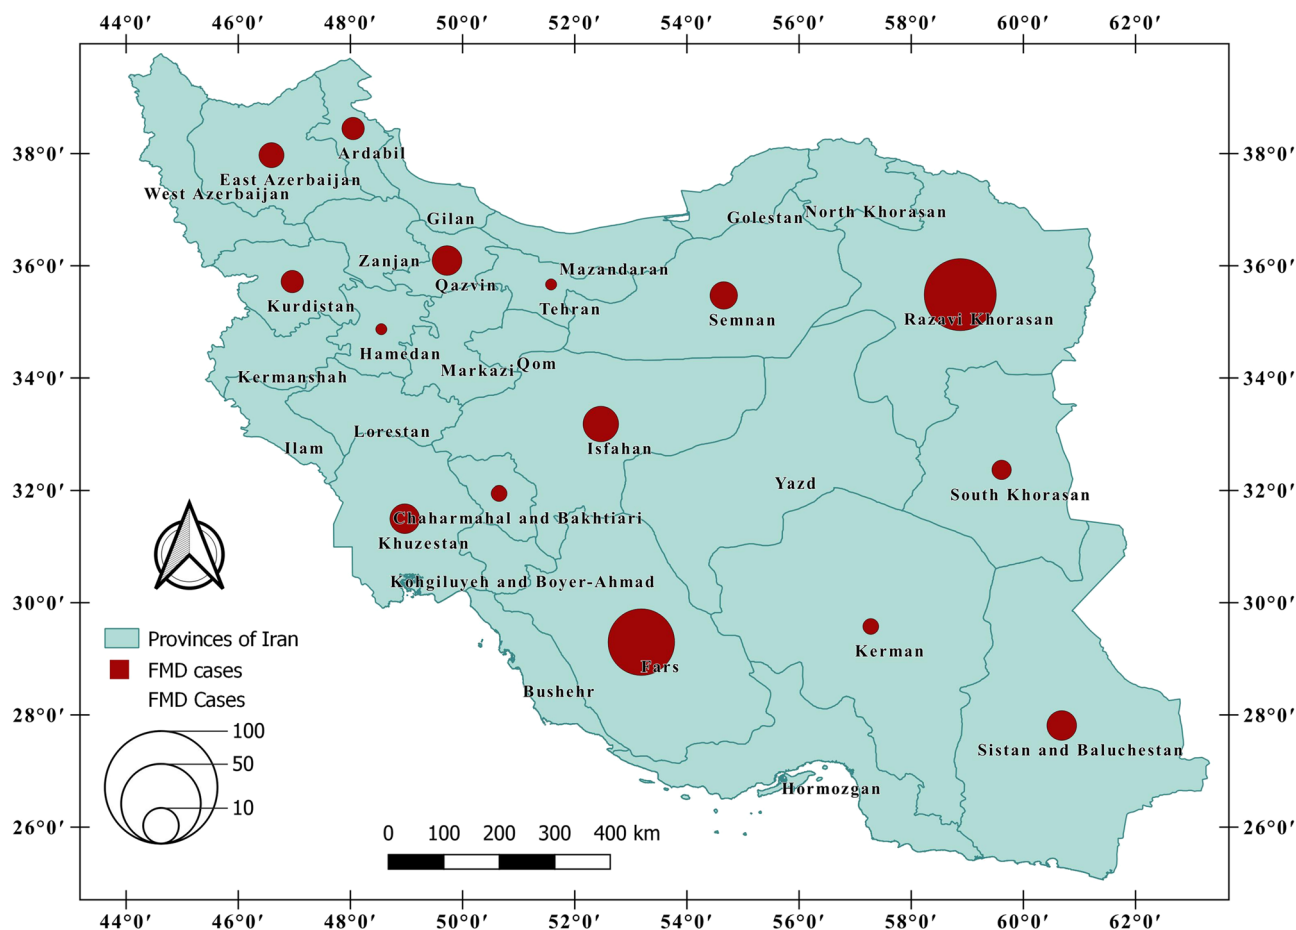 44°0′ 46°0′ 48°0′ 50°0′ 52°0′ 54°0′ 56°0′ 58°0′ 60°0′ 62°0′
38°0′ 38°0′
Ardabil
East Azerbaijan
West Azerbaijan
Gilan
Golestan
North Khorasan
36°0′ 36°0′
Zanjan
Mazandaran
Qazvin
Kurdistan
Tehran
Semnan
Razavi Khorasan
Hamedan
Qom
Markazi
Kermanshah
34°0′ 34°0′
Lorestan
Ilam
Isfahan
Yazd
32°0′ 32°0′
South Khorasan
Chaharmahal and Bakhtiari
Khuzestan
Kohgiluyeh and Boyer-Ahmad
30°0′ 30°0′
Provinces of Iran
Kerman
Fars
FMD cases
Bushehr
FMD Cases
28°0′ 28°0′
100
Sistan and Baluchestan
50
Hormozgan
10
26°0′ 26°0′
0 100 200 300 400 km
44°0′ 46°0′ 48°0′ 50°0′ 52°0′ 54°0′ 56°0′ 58°0′ 60°0′ 62°0′